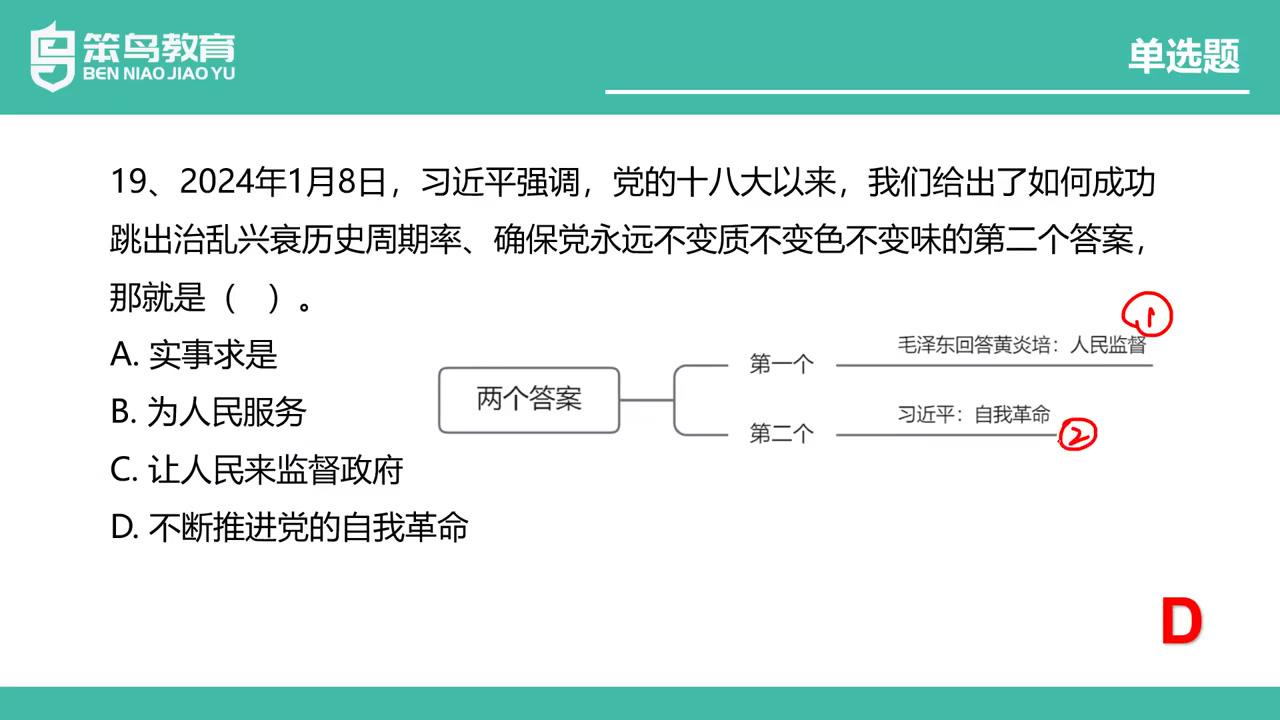 笨鸟教育
BEN NIAO JIAO YU
单选题
19、2024年1月8日，习近平强调，党的十八大以来，我们给出了如何成功
跳出治乱兴衰历史周期率、确保党永远不变质不变色不变味的第二个答案，
那就是（ ）。
A. 实事求是
B. 为人民服务
C. 让人民来监督政府
D. 不断推进党的自我革命
两个答案
第一个
毛泽东回答黄炎培：人民监督
1
第二个
习近平：自我革命
2
D